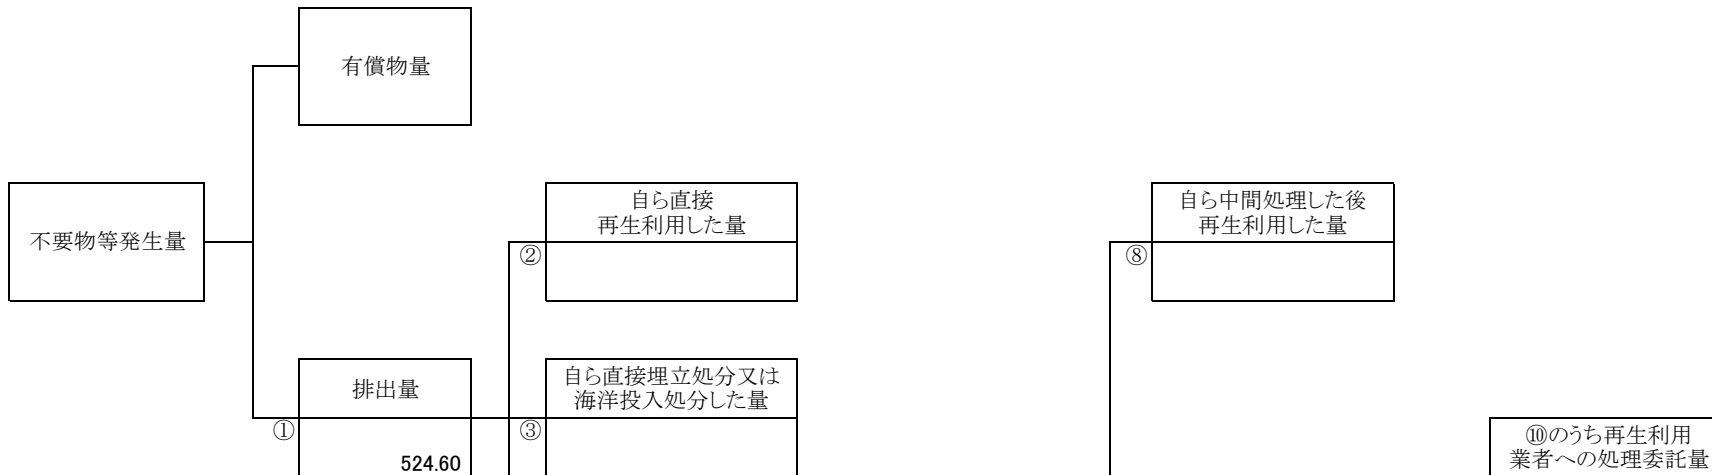 有償物量
不要物等発生量
自ら直接
再生利用した量
②
自ら中間処理した後
再生利用した量
⑧
排出量
①
524.60
自ら直接埋立処分又は
海洋投入処分した量
③
⑩のうち再生利用
業者への処理委託量